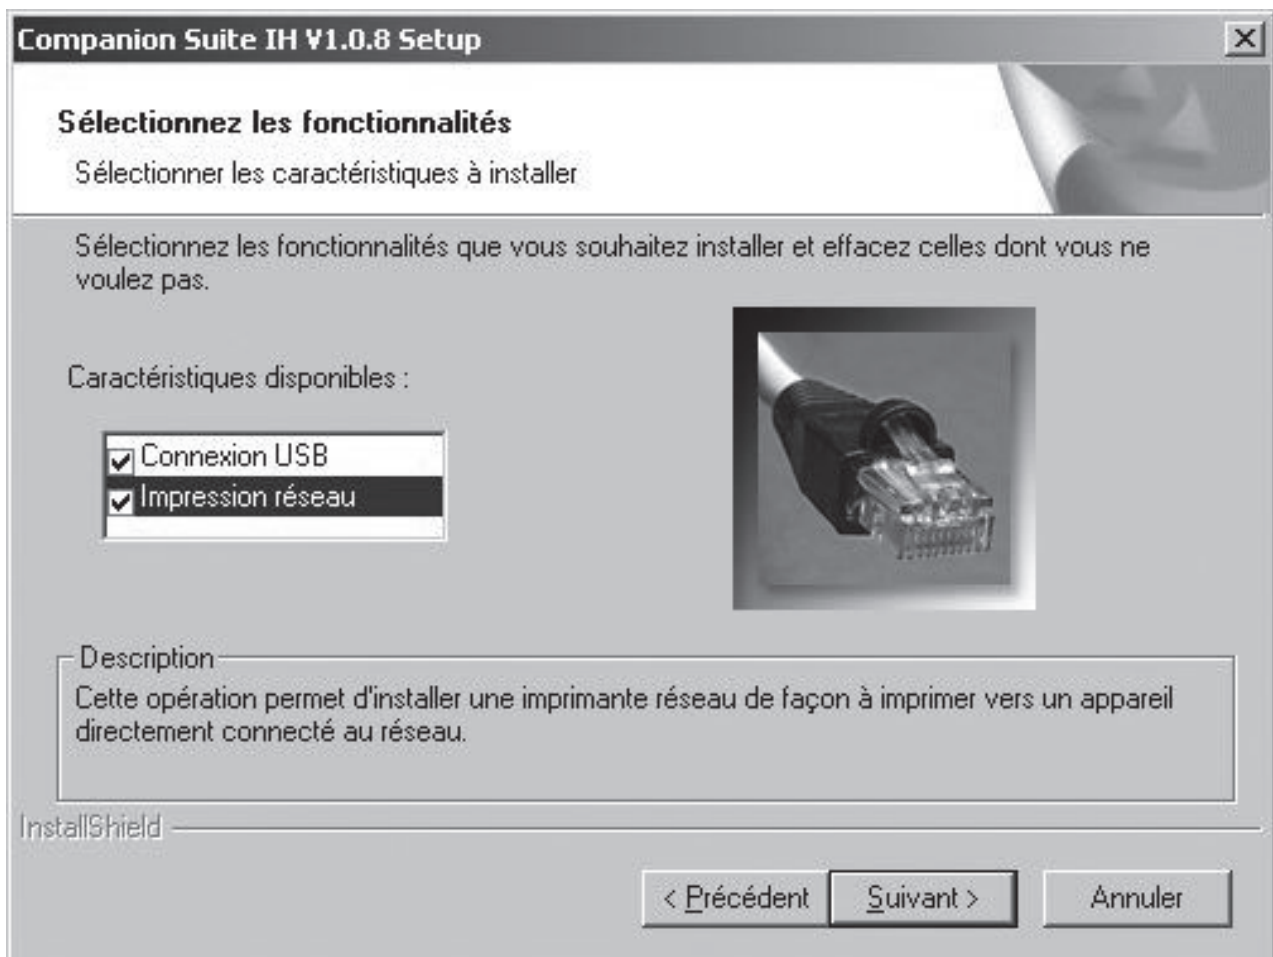 Companion Suite IH V1.0.8 Setup
Sélectionnez les fonctionnalités
Sélectionner les caractéristiques à installer
Sélectionnez les fonctionnalités que vous souhaitez installer et effacez celles dont vous ne
voulez pas.
Caractéristiques disponibles :
Connexion USB
Impression réseau
Description
Cette opération permet d'installer une imprimante réseau de façon à imprimer vers un appareil
directement connecté au réseau.
InstallShield
< Précédent
Suivant >
Annuler